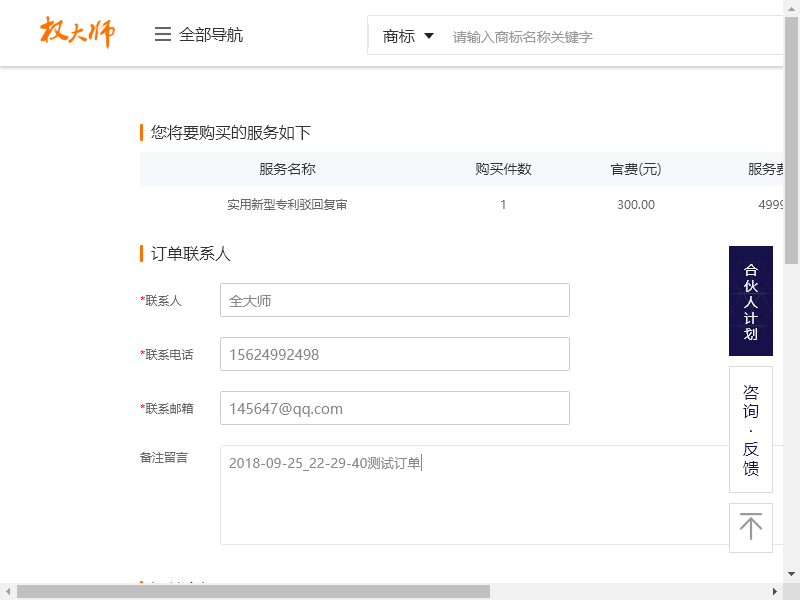 权大师
全部导航
商标
请输入商标名称关键字
您将要购买的服务如下
服务名称 购买件数 官费(元) 服务费
实用新型专利驳回复审 1 300.00 4999
订单联系人
*联系人 全大师
*联系电话 15624992498
*联系邮箱 145647@qq.com
备注留言 2018-09-25_22-29-40测试订单
合伙人计划
咨询·反馈